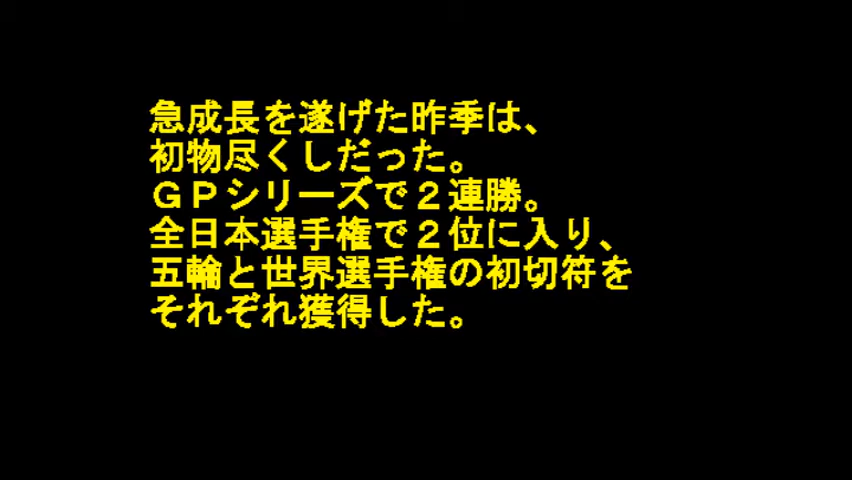 急成長を遂げた昨季は、
初物尽くしだった。
ＧＰシリーズで２連勝。
全日本選手権で２位に入り、
五輪と世界選手権の初切符を
それぞれ獲得した。